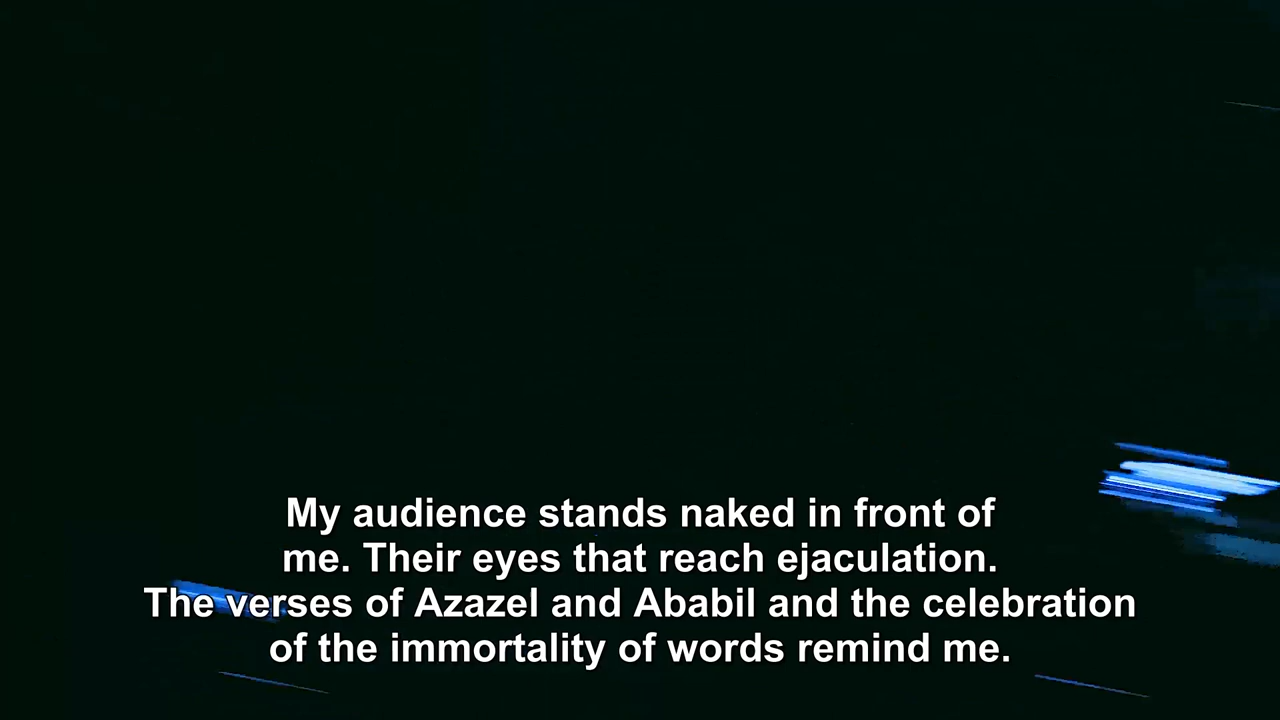 My audience stands naked in front of
me. Their eyes that reach ejaculation.
The verses of Azazel and Ababil and the celebration
of the immortality of words remind me.